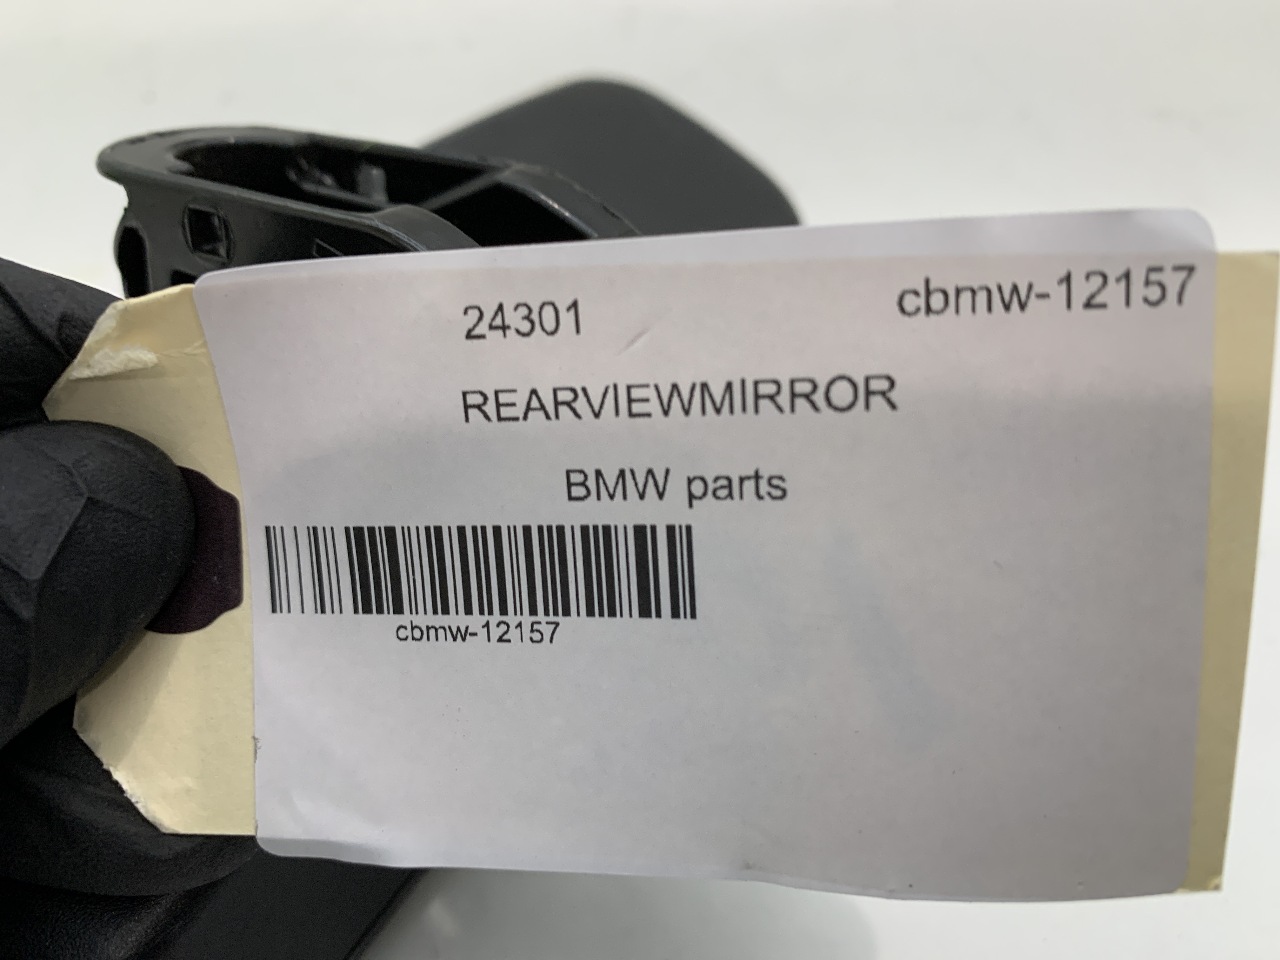 24301
cbmw-12157
REARVIEWMIRROR
BMW parts
cbmw-12157